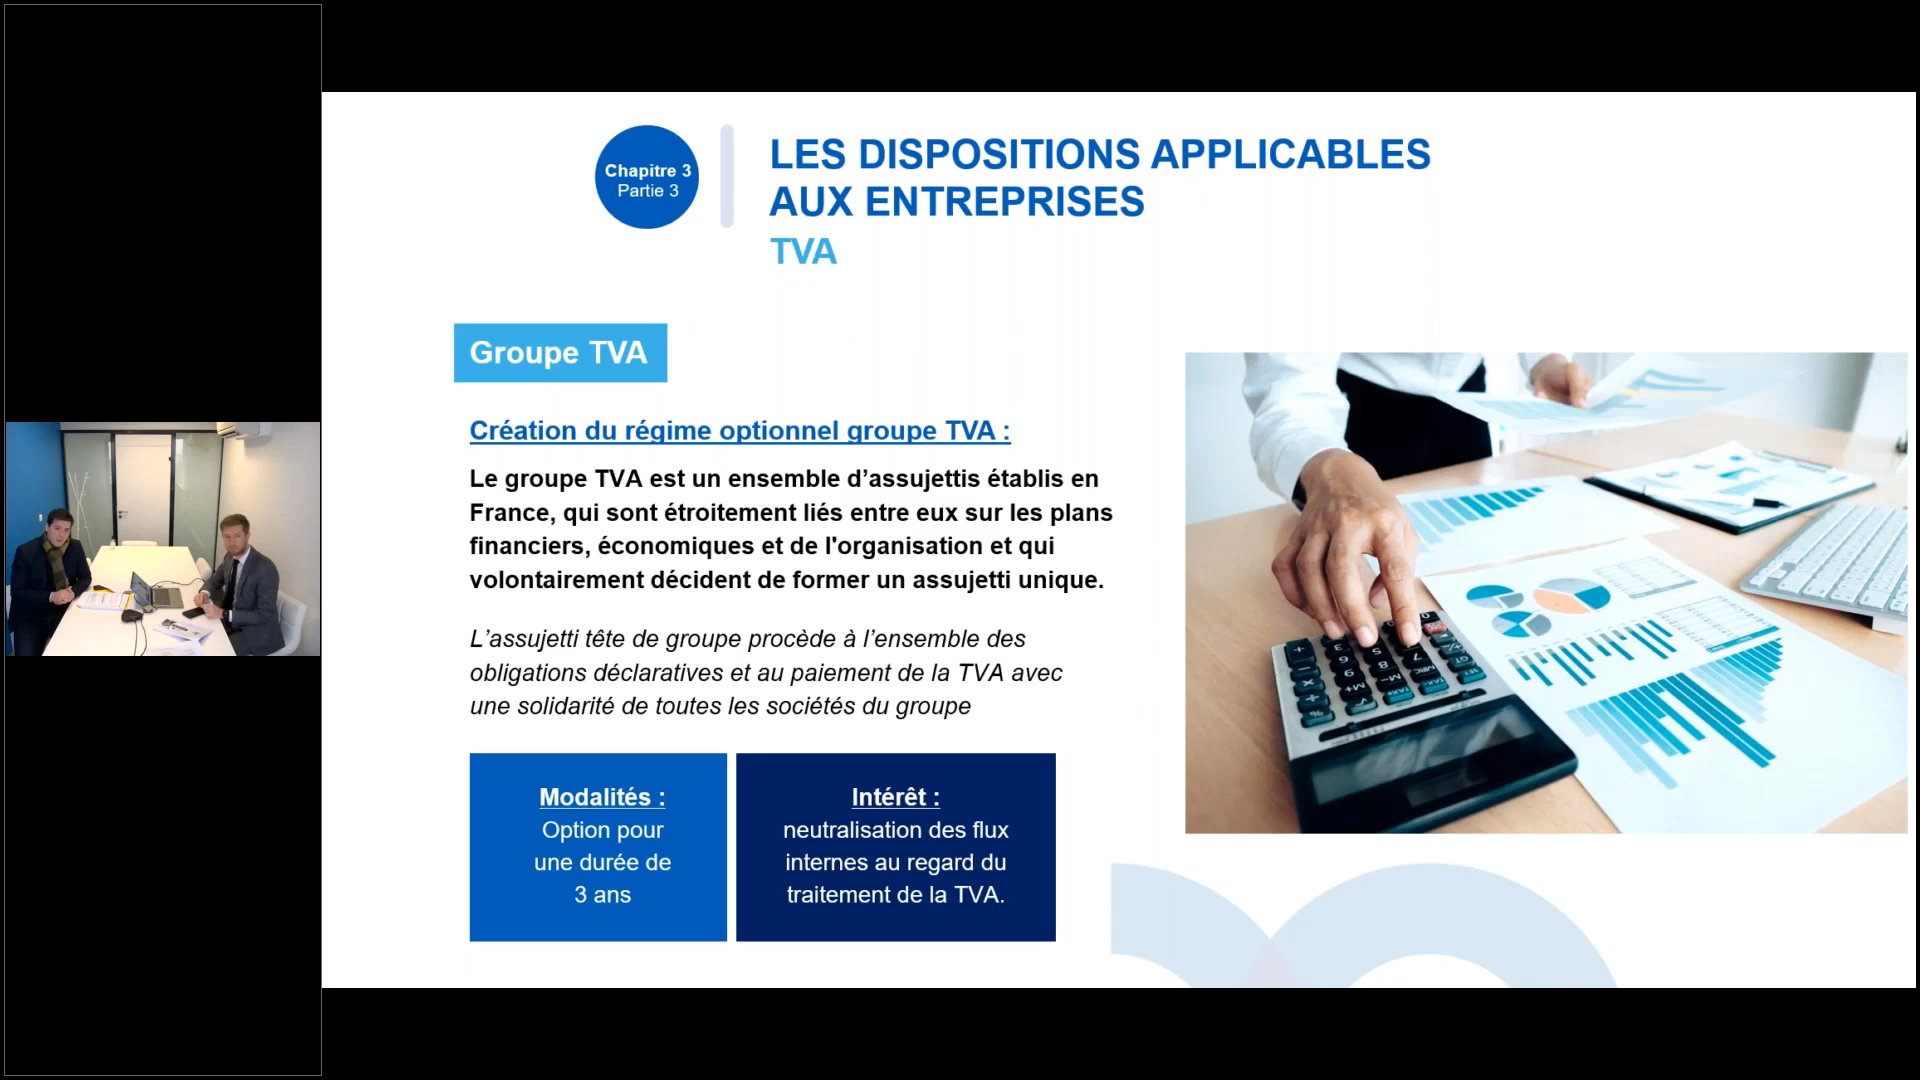 Chapitre 3
Partie 3
LES DISPOSITIONS APPLICABLES
AUX ENTREPRISES
TVA
Groupe TVA
Création du régime optionnel groupe TVA :
Le groupe TVA est un ensemble d’assujettis établis en
France, qui sont étroitement liés entre eux sur les plans
financiers, économiques et de l'organisation et qui
volontairement décident de former un assujetti unique.
L’assujetti tête de groupe procède à l’ensemble des
obligations déclaratives et au paiement de la TVA avec
une solidarité de toutes les sociétés du groupe
Modalités :
Option pour
une durée de
3 ans
Intérêt :
neutralisation des flux
internes au regard du
traitement de la TVA.